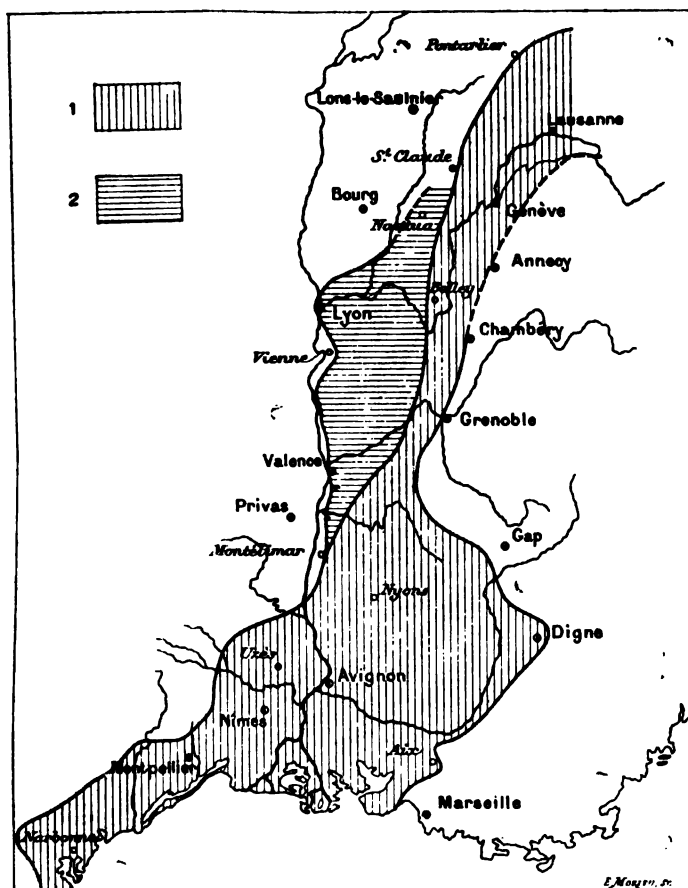 Pontarlier
1
Lons-le-Saulnier
Lausanne
St Claude
2
Bourg
Nantua
Genève
Annecy
Belley
Lyon
Chambéry
Vienne
Grenoble
Valence
Privas
Gap
Montélimar
Nyons
Digne
Uzès
Avignon
Nîmes
Aix
Montpellier
Marseille
Narbonne